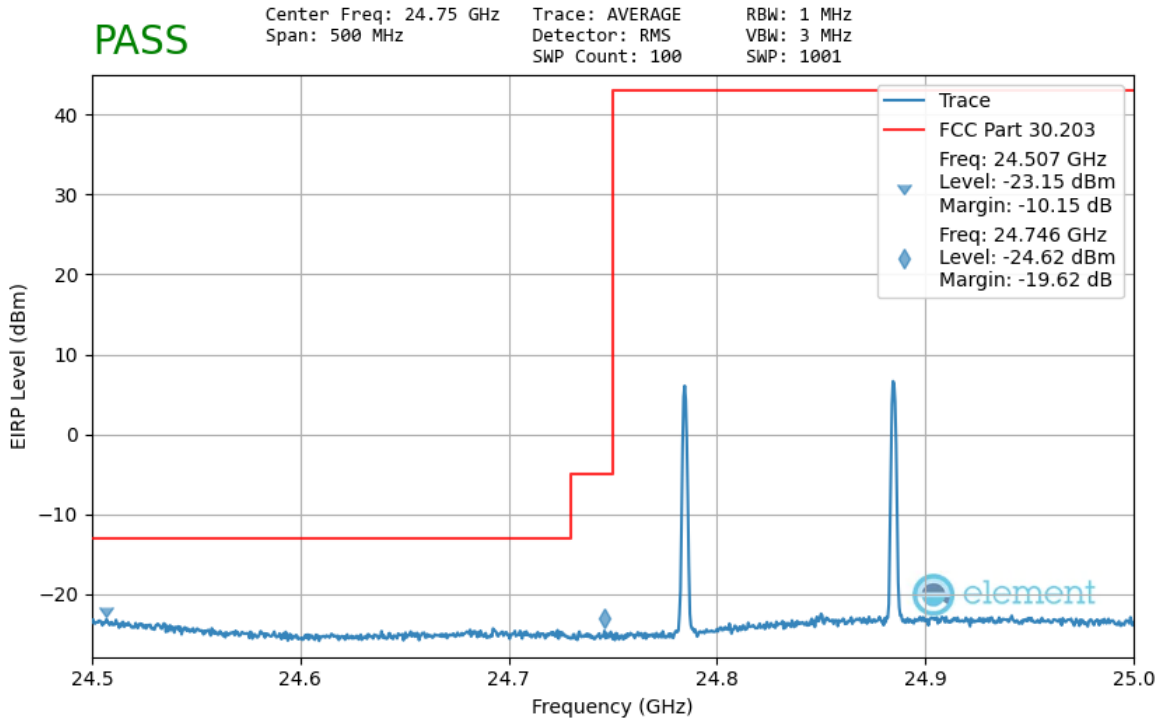 PASS
Center Freq: 24.75 GHz Trace: AVERAGE RBW: 1 MHz
Span: 500 MHz Detector: RMS VBW: 3 MHz
SWP Count: 100 SWP: 1001
Trace
FCC Part 30.203
Freq: 24.507 GHz
Level: -23.15 dBm
Margin: -10.15 dB
Freq: 24.746 GHz
Level: -24.62 dBm
Margin: -19.62 dB
EIRP Level (dBm)
40
30
20
10
0
−10
−20
element
24.5 24.6 24.7 24.8 24.9 25.0
Frequency (GHz)